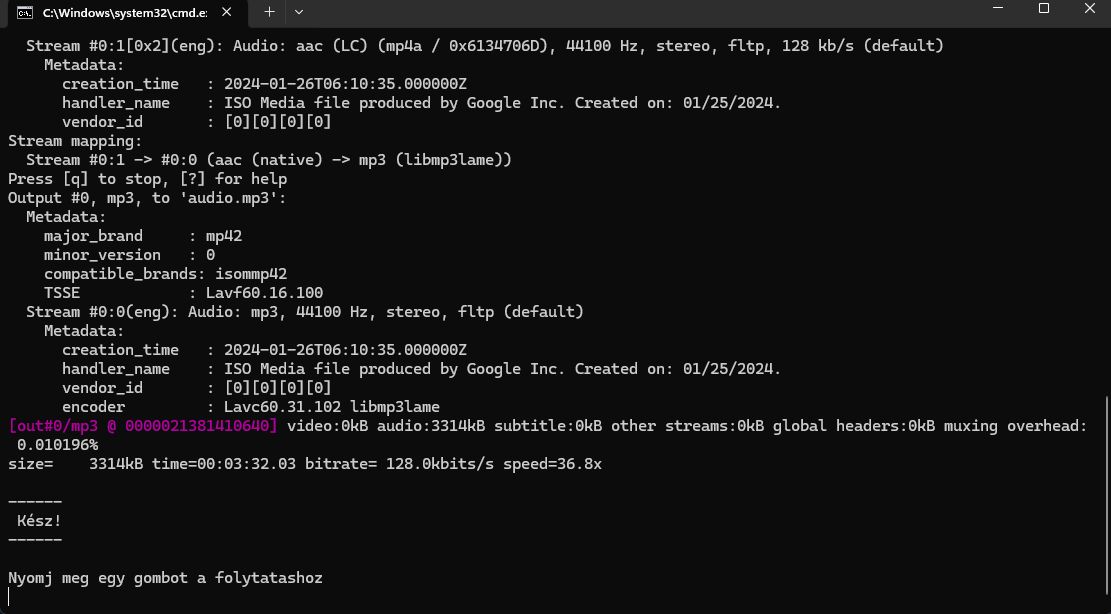 C:\Windows\system32\cmd.e:
Stream #0:1[0x2](eng): Audio: aac (LC) (mp4a / 0x6134706D), 44100 Hz, stereo, fltp, 128 kb/s (default)
Metadata:
creation_time   : 2024-01-26T06:10:35.000000Z
handler_name    : ISO Media file produced by Google Inc. Created on: 01/25/2024.
vendor_id       : [0][0][0][0]
Stream mapping:
Stream #0:1 -> #0:0 (aac (native) -> mp3 (libmp3lame))
Press [q] to stop, [?] for help
Output #0, mp3, to 'audio.mp3':
Metadata:
major_brand     : mp42
minor_version   : 0
compatible_brands: isommp42
TSSE            : Lavf60.16.100
Stream #0:0(eng): Audio: mp3, 44100 Hz, stereo, fltp (default)
Metadata:
creation_time   : 2024-01-26T06:10:35.000000Z
handler_name    : ISO Media file produced by Google Inc. Created on: 01/25/2024.
vendor_id       : [0][0][0][0]
encoder         : Lavc60.31.102 libmp3lame
[out#0/mp3 @ 0000021381410640] video:0kB audio:3314kB subtitle:0kB other streams:0kB global headers:0kB muxing overhead:
0.010196%
size=    3314kB time=00:03:32.03 bitrate= 128.0kbits/s speed=36.8x
------
Kész!
------
Nyomj meg egy gombot a folytatashoz